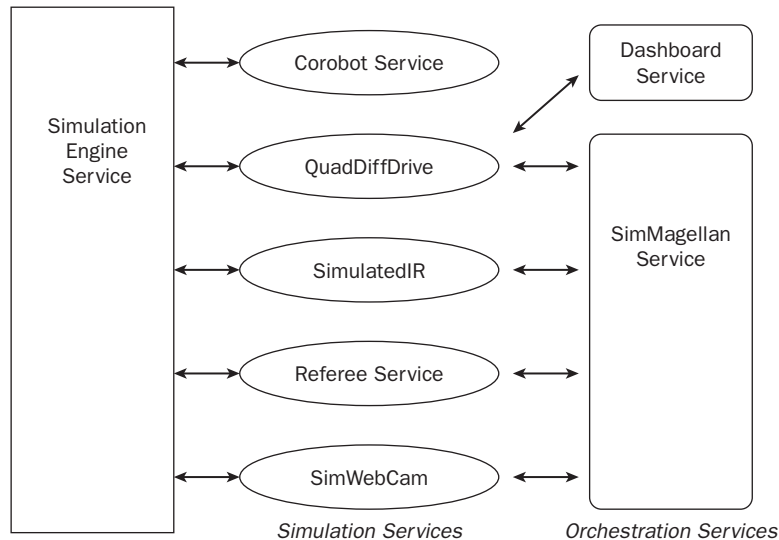 Corobot Service
Dashboard
Service
Simulation
Engine
Service
QuadDiffDrive
SimMagellan
Service
SimulatedIR
Referee Service
SimWebCam
Simulation Services
Orchestration Services